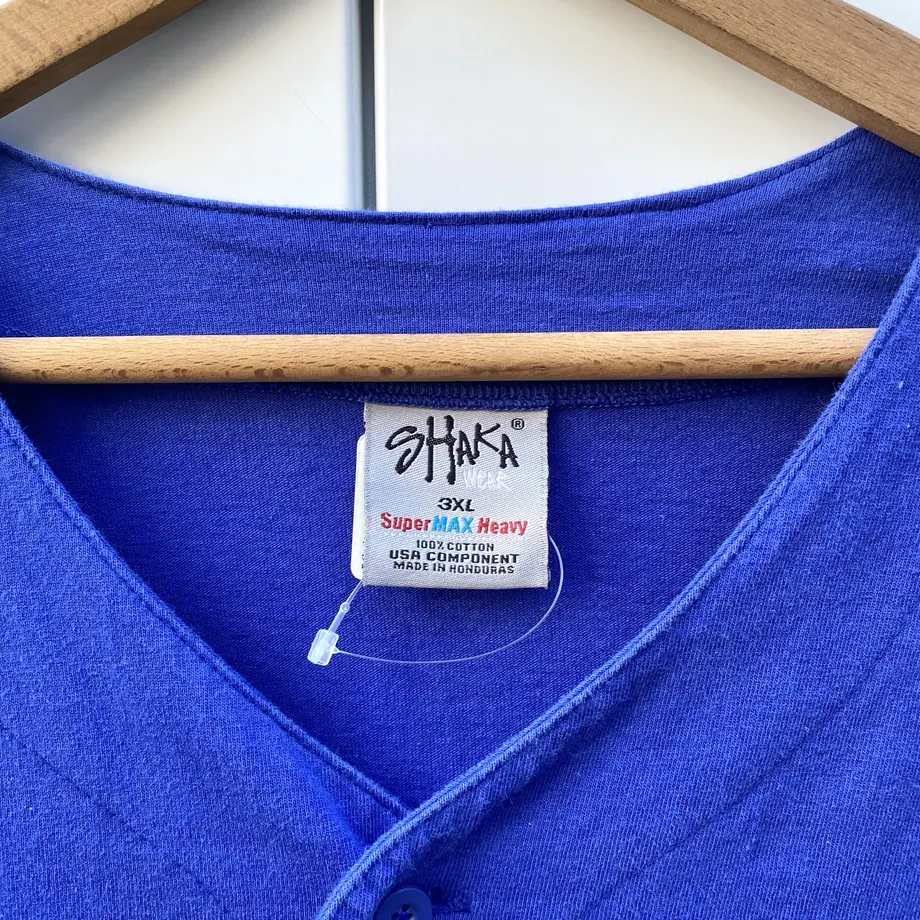 SHAKA®
WEAR
3XL
SuperMAX Heavy
100% COTTON
USA COMPONENT
MADE IN HONDURAS